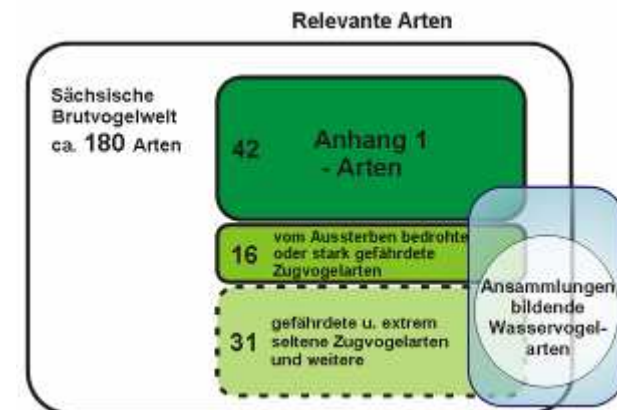 Relevante Arten
Sächsische
Brutvogelwelt
ca. 180 Arten
42 Anhang 1
- Arten
16 vom Aussterben bedrohte
oder stark gefährdete
Zugvogelarten
31 gefährdete u. extrem
seltene Zugvogelarten
und weitere
Ansammlungen
bildende
Wasservogel-
arten